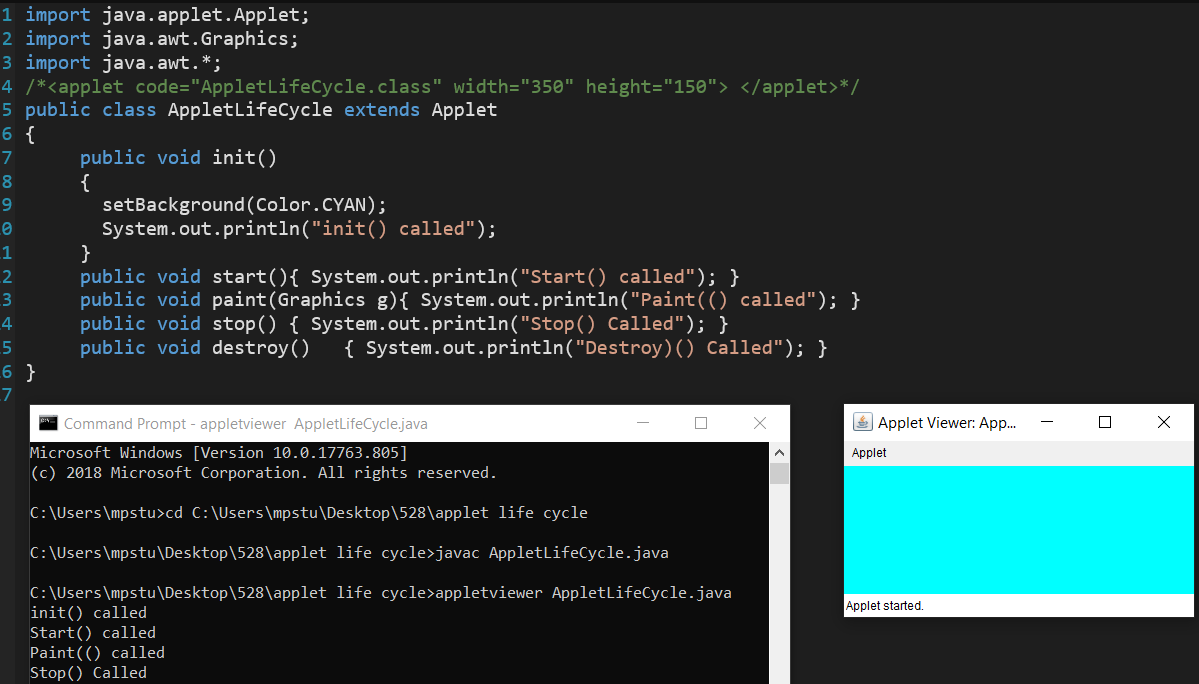 1 import java.applet.Applet;
2 import java.awt.Graphics;
3 import java.awt.*;
4 /*<applet code="AppletLifeCycle.class" width="350" height="150"> </applet>*/
5 public class AppletLifeCycle extends Applet
6 {
7 public void init()
8 {
9 setBackground(Color.CYAN);
0 System.out.println("init() called");
1 }
2 public void start(){ System.out.println("Start() called"); }
3 public void paint(Graphics g){ System.out.println("Paint(() called"); }
4 public void stop() { System.out.println("Stop() Called"); }
5 public void destroy() { System.out.println("Destroy)() Called"); }
6 }
7
Command Prompt - appletviewer AppletLifeCycle.java
Microsoft Windows [Version 10.0.17763.805]
(c) 2018 Microsoft Corporation. All rights reserved.
C:\Users\mpstu>cd C:\Users\mpstu\Desktop\528\applet life cycle
C:\Users\mpstu\Desktop\528\applet life cycle>javac AppletLifeCycle.java
C:\Users\mpstu\Desktop\528\applet life cycle>appletviewer AppletLifeCycle.java
init() called
Start() called
Paint(() called
Stop() Called
Applet Viewer: App...
Applet
Applet started.